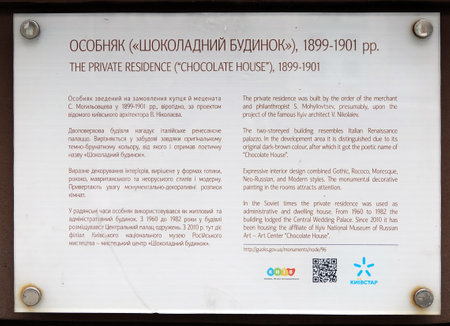 ОСОБНЯК («ШОКОЛАДНИЙ БУДИНОК»), 1899-1901 рр.
THE PRIVATE RESIDENCE ("CHOCOLATE HOUSE"), 1899-1901
Особняк зведений на замовлення купця й мецената
С. Могильовцева у 1899-1901 рр., вірогідно, за проектом
відомого київського архітектора В. Ніколаєва.
Двоповерхова будівля нагадує італійське ренесансне
палаццо. Вирізняється у забудові завдяки оригінальному
темно-брунатному кольору, від якого і отримав поетичну
назву «Шоколадний будинок».
Виразне декорування інтер'єрів, вирішене у формах готики,
рококо, мавританського та неоруського стилів і модерну.
Привертають увагу монументально-декоративні розписи
кімнат.
У радянські часи особняк використовувався як житловий та
адміністративний будинок. З 1960 до 1982 року у будівлі
розміщувався Центральний палац одружень. З 2010 р. тут діє
філіал Київського національного музею Російського
мистецтва – мистецький центр «Шоколадний будинок».
The private residence was built by the order of the merchant
and philanthropist S. Mohylivtsev, presumably, upon the
project of the famous Kyiv architect V. Nikolaiev.
The two-storeyed building resembles Italian Renaissance
palazzo. In the development area it is distinguished due to its
original dark-brown colour, after which it got the poetic name of
"Chocolate House".
Expressive interior design combined Gothic, Rococo, Moresque,
Neo-Russian, and Modern styles. The monumental decorative
painting in the rooms attracts attention.
In the Soviet times the private residence was used as
administrative and dwelling house. From 1960 to 1982 the
building lodged the Central Wedding Palace. Since 2010 it has
been housing the affiliate of Kyiv National Museum of Russian
Art – Art Center "Chocolate House".
http://guoks.gov.ua/monuments/node/96
КИЇВСТАР